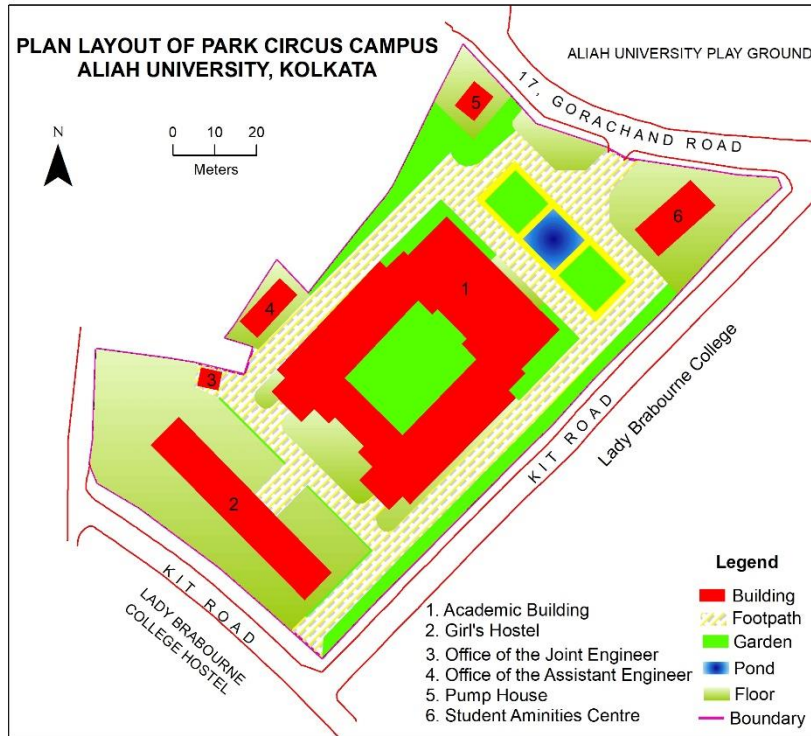 PLAN LAYOUT OF PARK CIRCUS CAMPUS
ALIAH UNIVERSITY, KOLKATA
ALIAH UNIVERSITY PLAY GROUND
17, GORACHAND ROAD
N
0 10 20
Meters
5
6
1
4
3
2
Lady Brabourne College
KIT ROAD
KIT ROAD
LADY BRABOURNE
COLLEGE HOSTEL
1. Academic Building
2. Girl's Hostel
3. Office of the Joint Engineer
4. Office of the Assistant Engineer
5. Pump House
6. Student Aminities Centre
Legend
Building
Footpath
Garden
Pond
Floor
Boundary